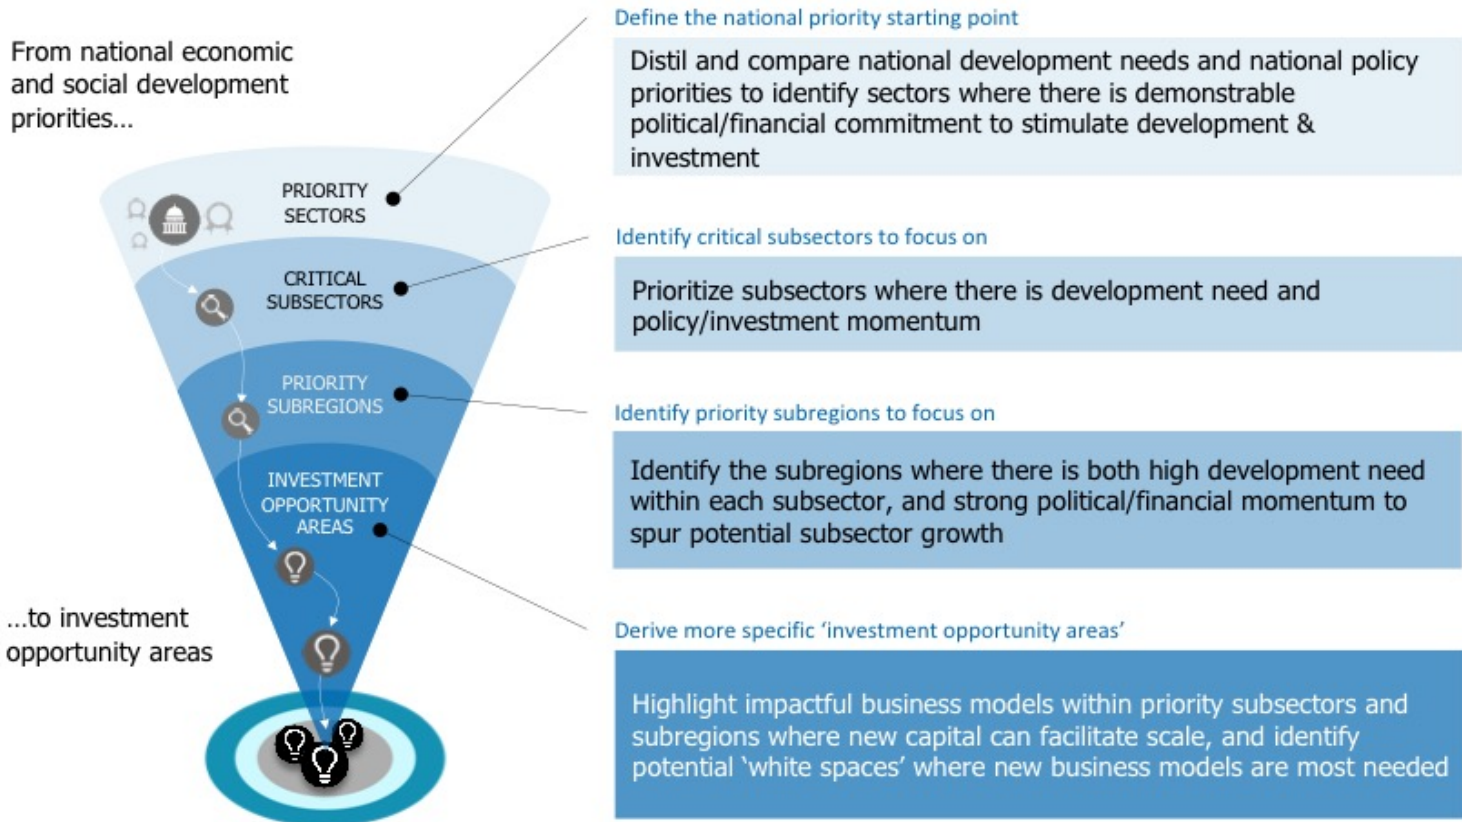 From national economic
and social development
priorities...
PRIORITY
SECTORS
CRITICAL
SUBSECTORS
PRIORITY
SUBREGIONS
INVESTMENT
OPPORTUNITY
AREAS
...to investment
opportunity areas
Define the national priority starting point
Distil and compare national development needs and national policy
priorities to identify sectors where there is demonstrable
political/financial commitment to stimulate development &
investment
Identify critical subsectors to focus on
Prioritize subsectors where there is development need and
policy/investment momentum
Identify priority subregions to focus on
Identify the subregions where there is both high development need
within each subsector, and strong political/financial momentum to
spur potential subsector growth
Derive more specific ‘investment opportunity areas’
Highlight impactful business models within priority subsectors and
subregions where new capital can facilitate scale, and identify
potential ‘white spaces’ where new business models are most needed